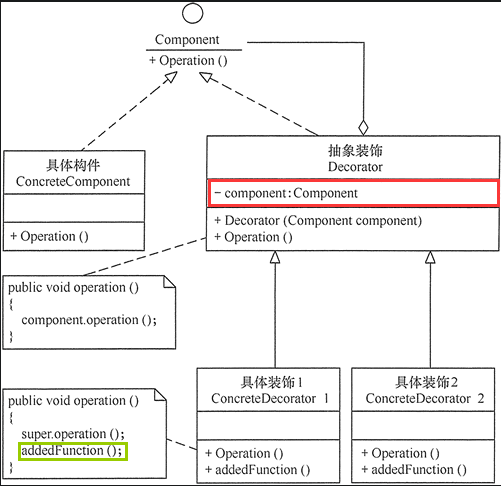 Component
+ Operation ()
具体构件
ConcreteComponent
+ Operation ()
抽象装饰
Decorator
- component:Component
+ Decorator (Component component)
+ Operation ()
public void operation ()
{
component.operation ();
}
public void operation ()
{
super.operation ();
addedFunction ();
}
具体装饰1
ConcreteDecorator 1
+ Operation ()
+ addedFunction ()
具体装饰2
ConcreteDecorator 2
+ Operation ()
+ addedFunction ()